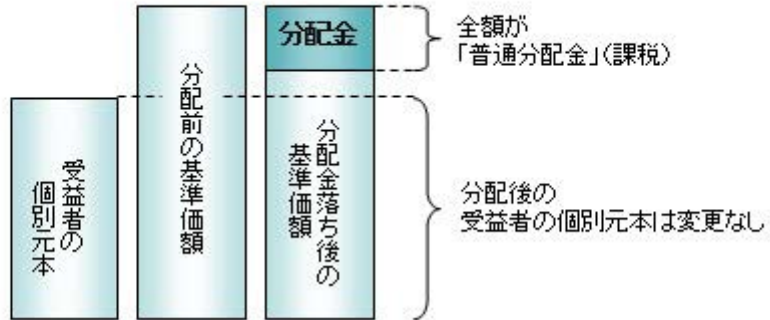 受益者の
個別元本
分配前の基準価額
分配金
分配金落ち後の
基準価額
全額が
「普通分配金」(課税)
分配後の
受益者の個別元本は変更なし